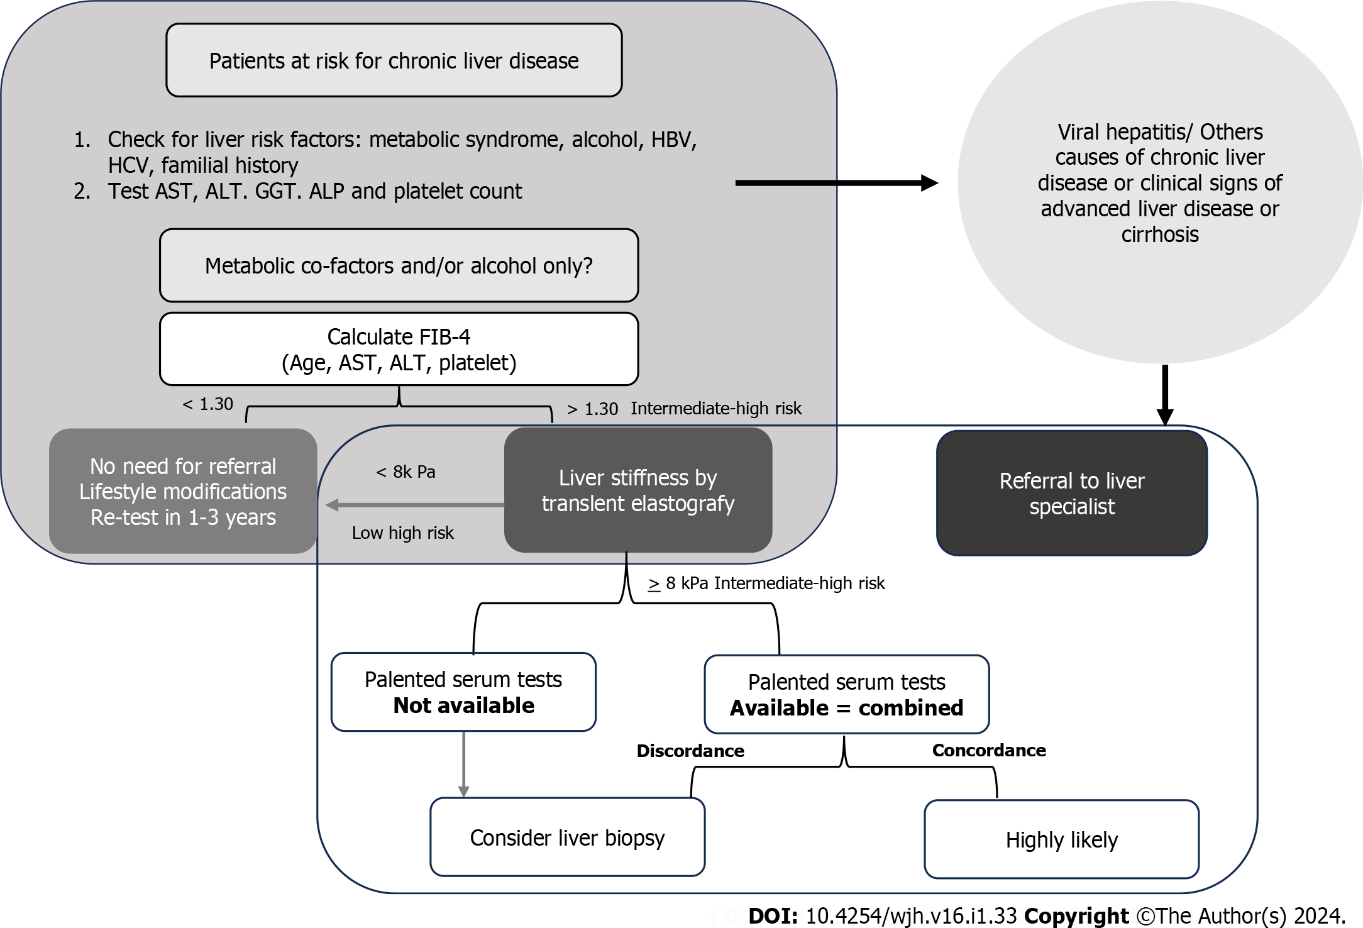 Patients at risk for chronic liver disease
1. Check for liver risk factors: metabolic syndrome, alcohol, HBV,
HCV, familial history
2. Test AST, ALT. GGT. ALP and platelet count
Viral hepatitis/ Others
causes of chronic liver
disease or clinical signs of
advanced liver disease or
cirrhosis
Metabolic co-factors and/or alcohol only?
Calculate FIB-4
(Age, AST, ALT, platelet)
< 1.30
> 1.30 Intermediate-high risk
No need for referral
Lifestyle modifications
Re-test in 1-3 years
< 8k Pa
Low high risk
Liver stiffness by
translent elastografy
Referral to liver
specialist
≥ 8 kPa Intermediate-high risk
Palented serum tests
Not available
Palented serum tests
Available = combined
Discordance
Concordance
Consider liver biopsy
Highly likely
DOI: 10.4254/wjh.v16.i1.33 Copyright ©The Author(s) 2024.